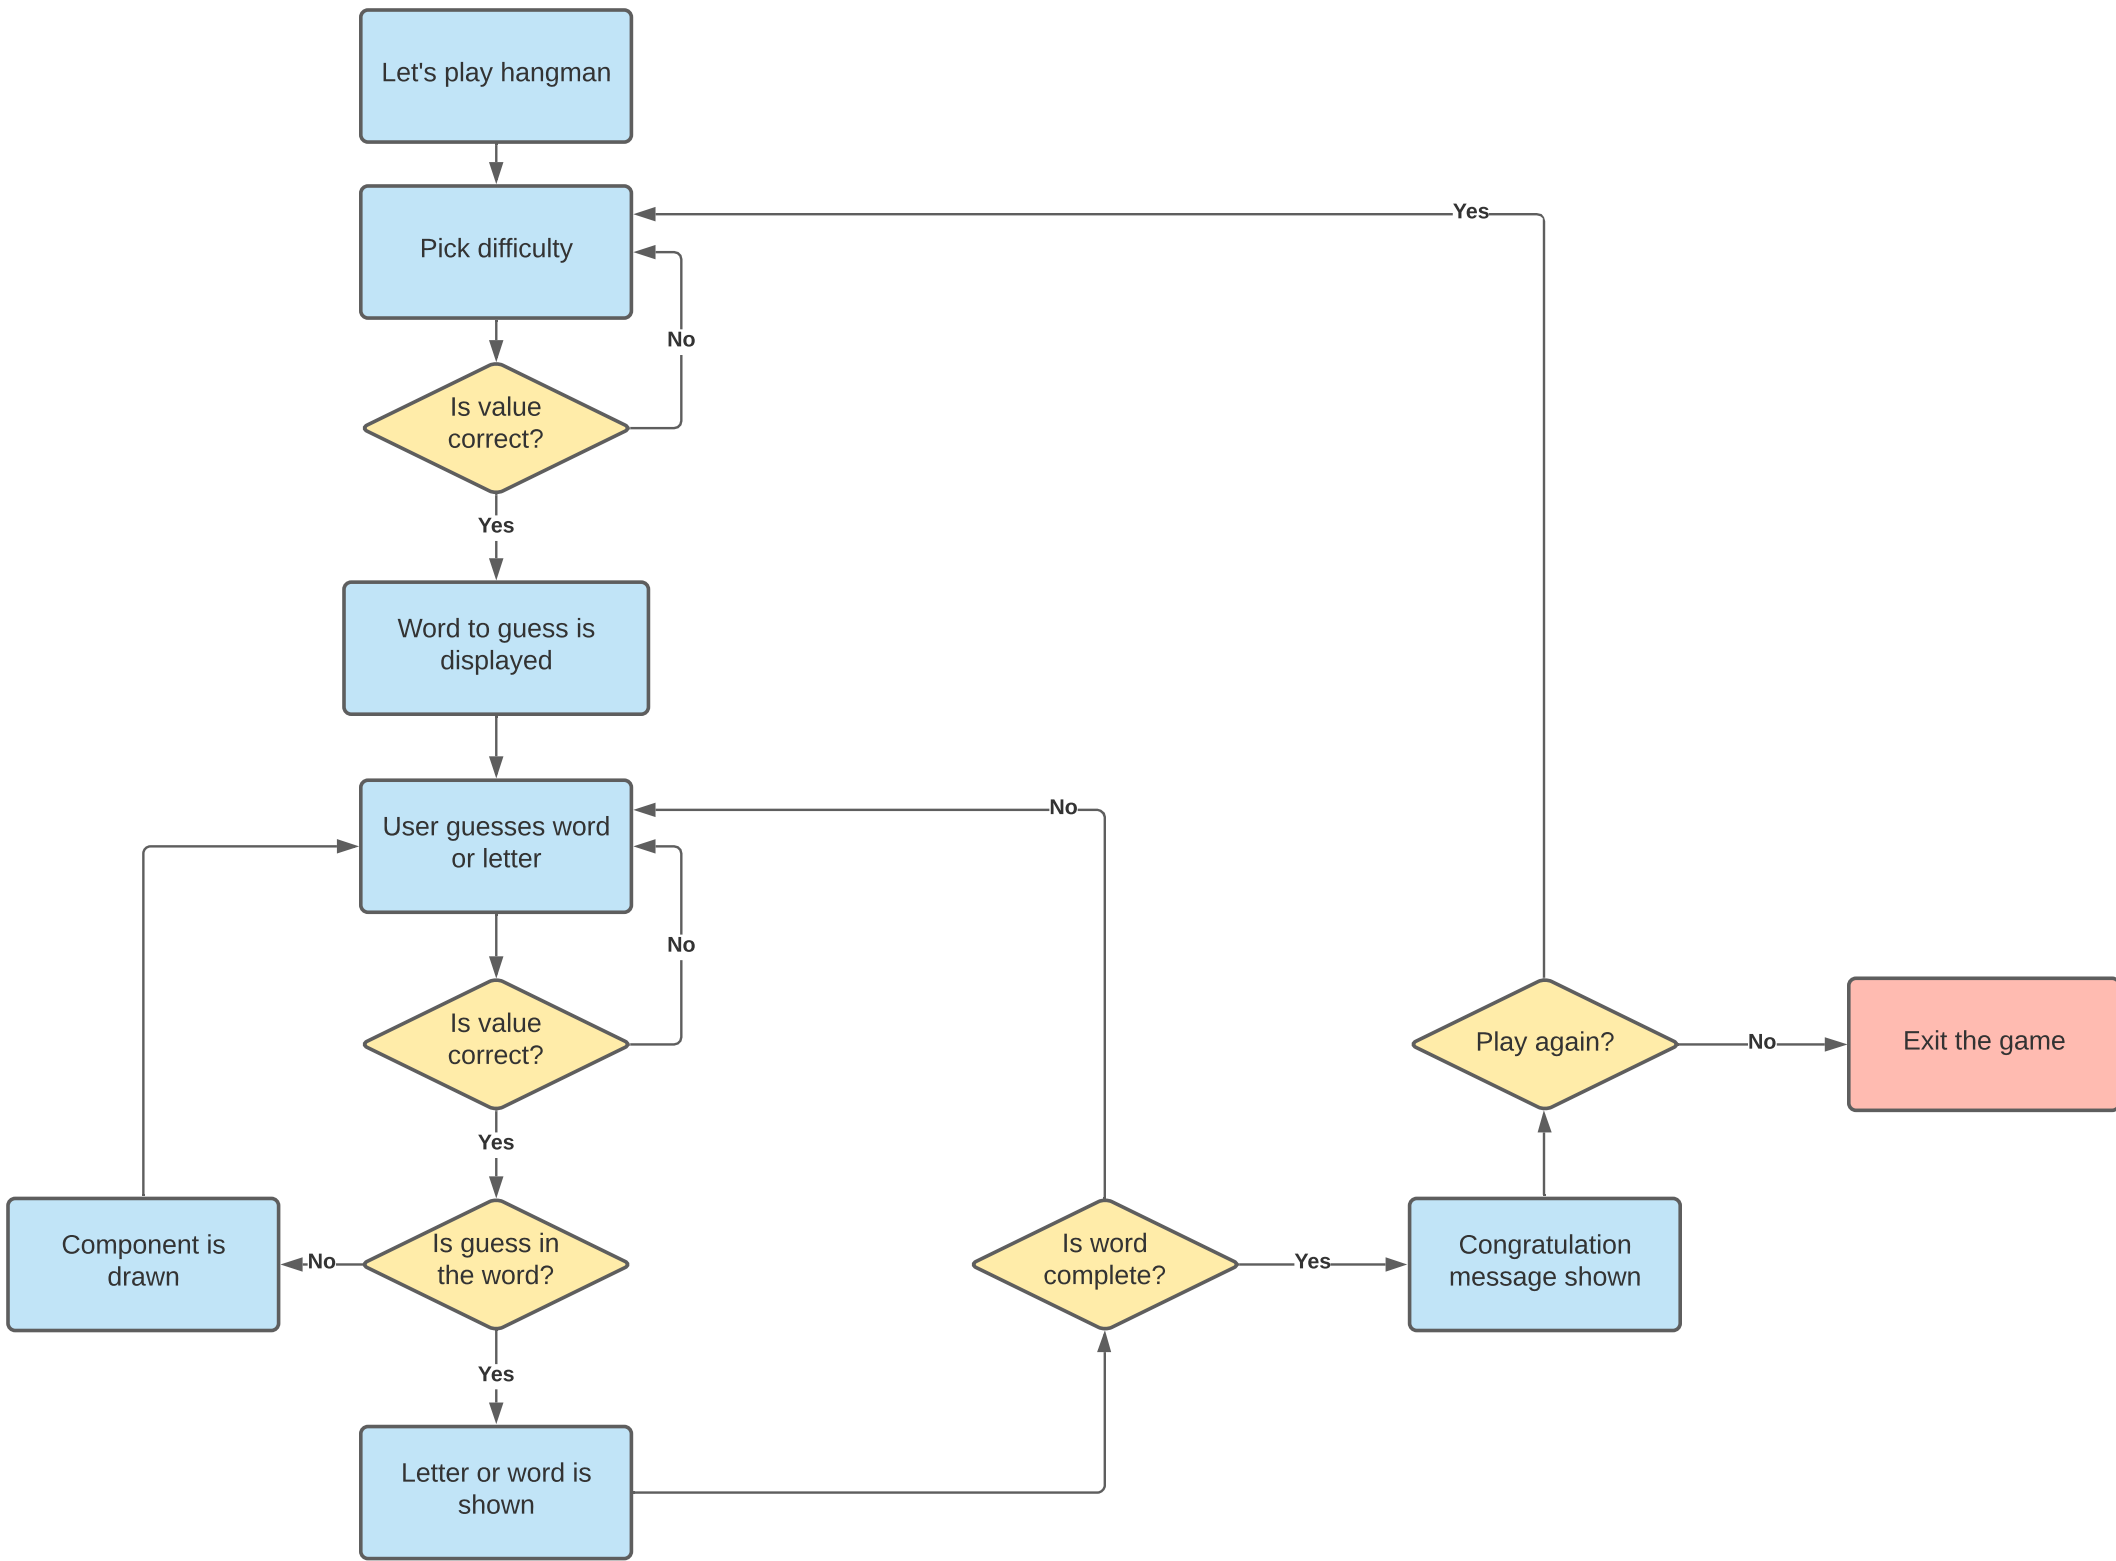 Let's play hangman
Pick difficulty
Yes
No
Is value
correct?
Yes
Word to guess is
displayed
User guesses word
or letter
No
No
Is value
correct?
Yes
Play again?
No
Exit the game
Component is
drawn
No
Is guess in
the word?
Is word
complete?
Yes
Congratulation
message shown
Yes
Letter or word is
shown